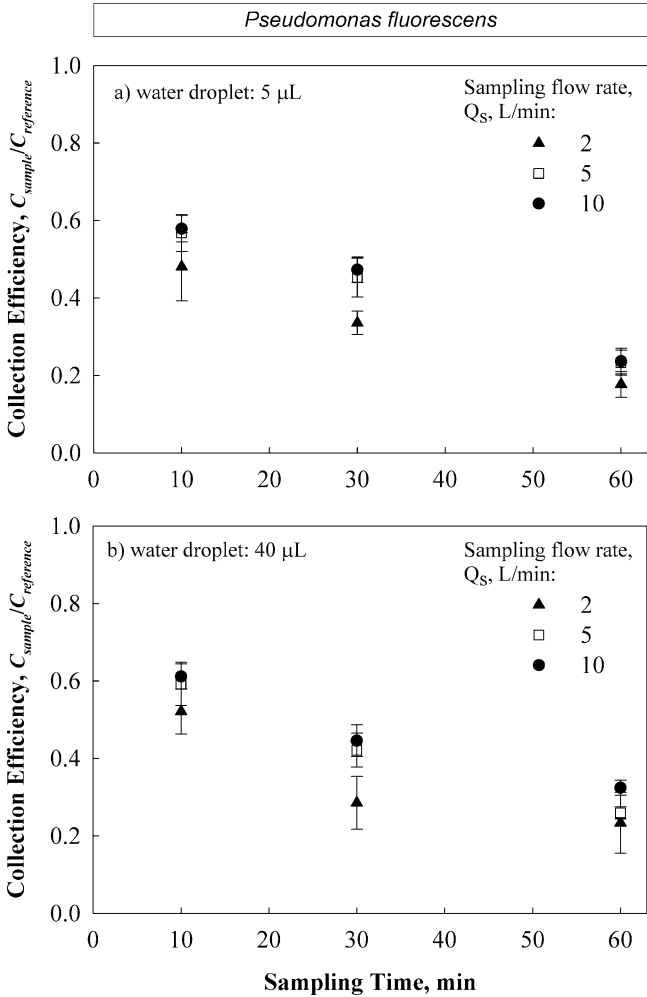 Pseudomonas fluorescens
1.0
0.8
0.6
0.4
0.2
0.0
Collection Efficiency, Csample/Creference
a) water droplet: 5 μL
Sampling flow rate,
QS, L/min:
2
5
10
0 10 20 30 40 50 60
1.0
0.8
0.6
0.4
0.2
0.0
Collection Efficiency, Csample/Creference
b) water droplet: 40 μL
Sampling flow rate,
QS, L/min:
2
5
10
0 10 20 30 40 50 60
Sampling Time, min